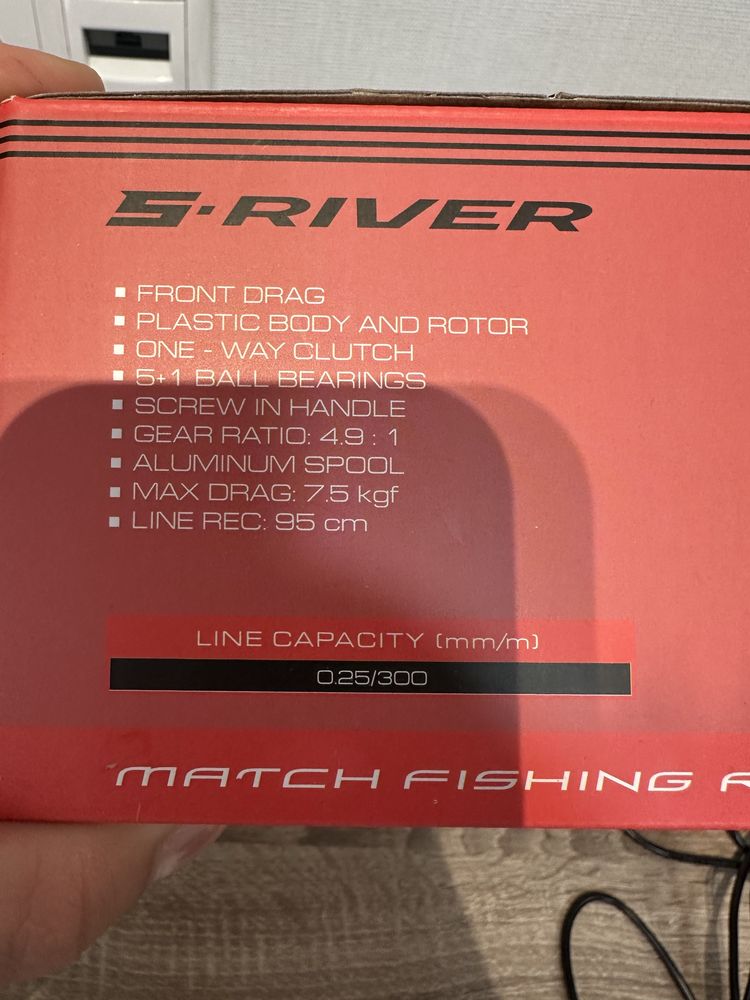 S·RIVER
FRONT DRAG
PLASTIC BODY AND ROTOR
ONE - WAY CLUTCH
5+1 BALL BEARINGS
SCREW IN HANDLE
GEAR RATIO: 4.9 : 1
ALUMINUM SPOOL
MAX DRAG: 7.5 kgf
LINE REC: 95 cm
LINE CAPACITY (mm/m)
0.25/300
MATCH FISHING